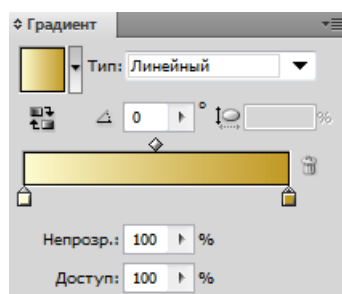 Градиент
Тип: Линейный
0 ° %
Непрозр.: 100 %
Доступ: 100 %